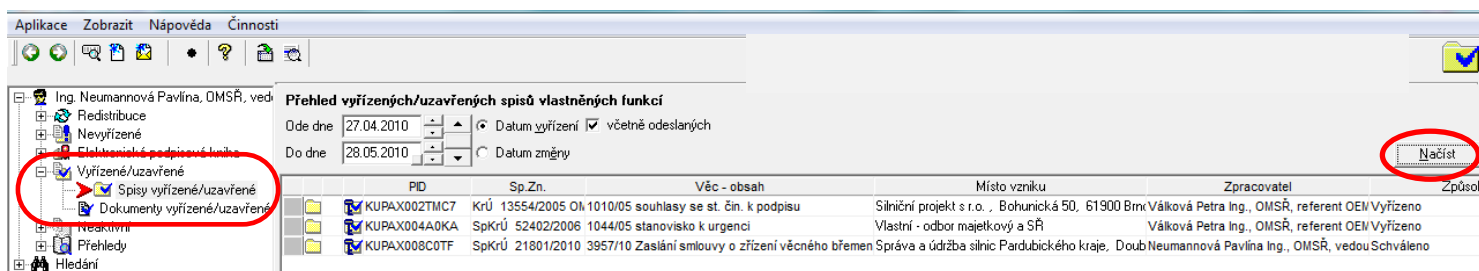 Aplikace Zobrazit Nápověda Činnosti
Ing. Neumannová Pavlína, OMSŘ, ved
Redistribuce
Nevyřízené
Elektronická podpisová kniha
Vyřízené/uzavřené
Spisy vyřízené/uzavřené
Dokumenty vyřízené/uzavřené
Neaktivní
Přehledy
Hledání
Přehled vyřízených/uzavřených spisů vlastněných funkcí
Ode dne 27.04.2010 Datum vyřízení včetně odeslaných
Do dne 28.05.2010 Datum změny
Načíst
PID Sp.Zn. Věc - obsah Místo vzniku Zpracovatel Způsob
KUPAX002TMC7 KrÚ 13554/2005 OM 1010/05 souhlasy se st. čin. k podpisu Silniční projekt s r.o. , Bohunická 50, 61900 Brno Válková Petra Ing., OMSŘ, referent OEM Vyřízeno
KUPAX004A0KA SpKrÚ 52402/2006 1044/05 stanovisko k urgenci Vlastní - odbor majetkový a SŘ Válková Petra Ing., OMSŘ, referent OEM Vyřízeno
KUPAX008C0TF SpKrÚ 21801/2010 3957/10 Zaslání smlouvy o zřízení věcného břemen Správa a údržba silnic Pardubického kraje, Doub Neumannová Pavlína Ing., OMSŘ, vedou Schváleno